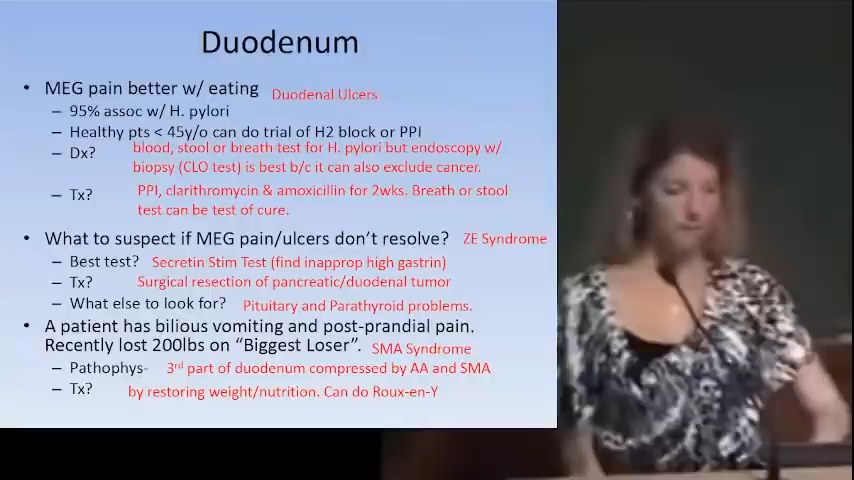 Duodenum
• MEG pain better w/ eating Duodenal Ulcers
– 95% assoc w/ H. pylori
– Healthy pts < 45y/o can do trial of H2 block or PPI
– Dx? blood, stool or breath test for H. pylori but endoscopy w/
biopsy (CLO test) is best b/c it can also exclude cancer.
– Tx? PPI, clarithromycin & amoxicillin for 2wks. Breath or stool
test can be test of cure.
• What to suspect if MEG pain/ulcers don't resolve? ZE Syndrome
– Best test? Secretin Stim Test (find inapprop high gastrin)
– Tx? Surgical resection of pancreatic/duodenal tumor
– What else to look for? Pituitary and Parathyroid problems.
• A patient has bilious vomiting and post-prandial pain.
Recently lost 200lbs on "Biggest Loser". SMA Syndrome
– Pathophys- 3rd part of duodenum compressed by AA and SMA
– Tx? by restoring weight/nutrition. Can do Roux-en-Y